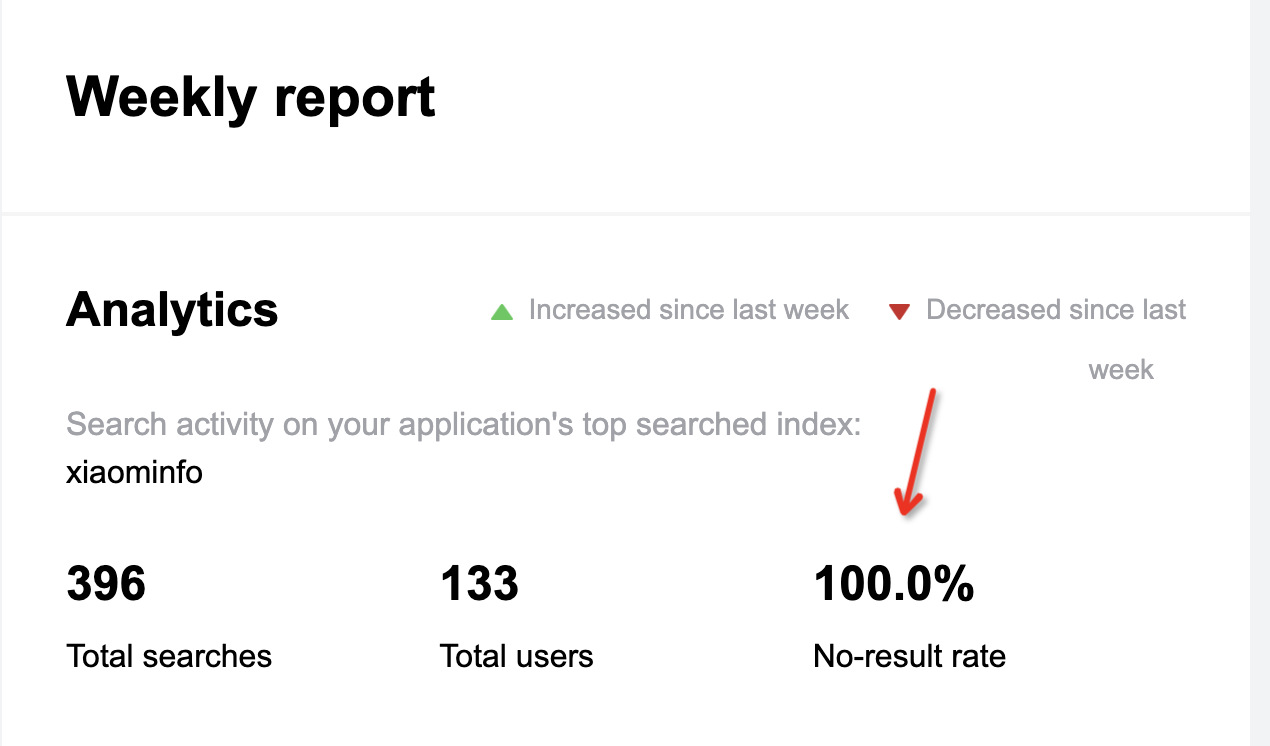 Weekly report
Analytics
Increased since last week
Decreased since last
week
Search activity on your application's top searched index:
xiaominfo
396
133
100.0%
Total searches
Total users
No-result rate